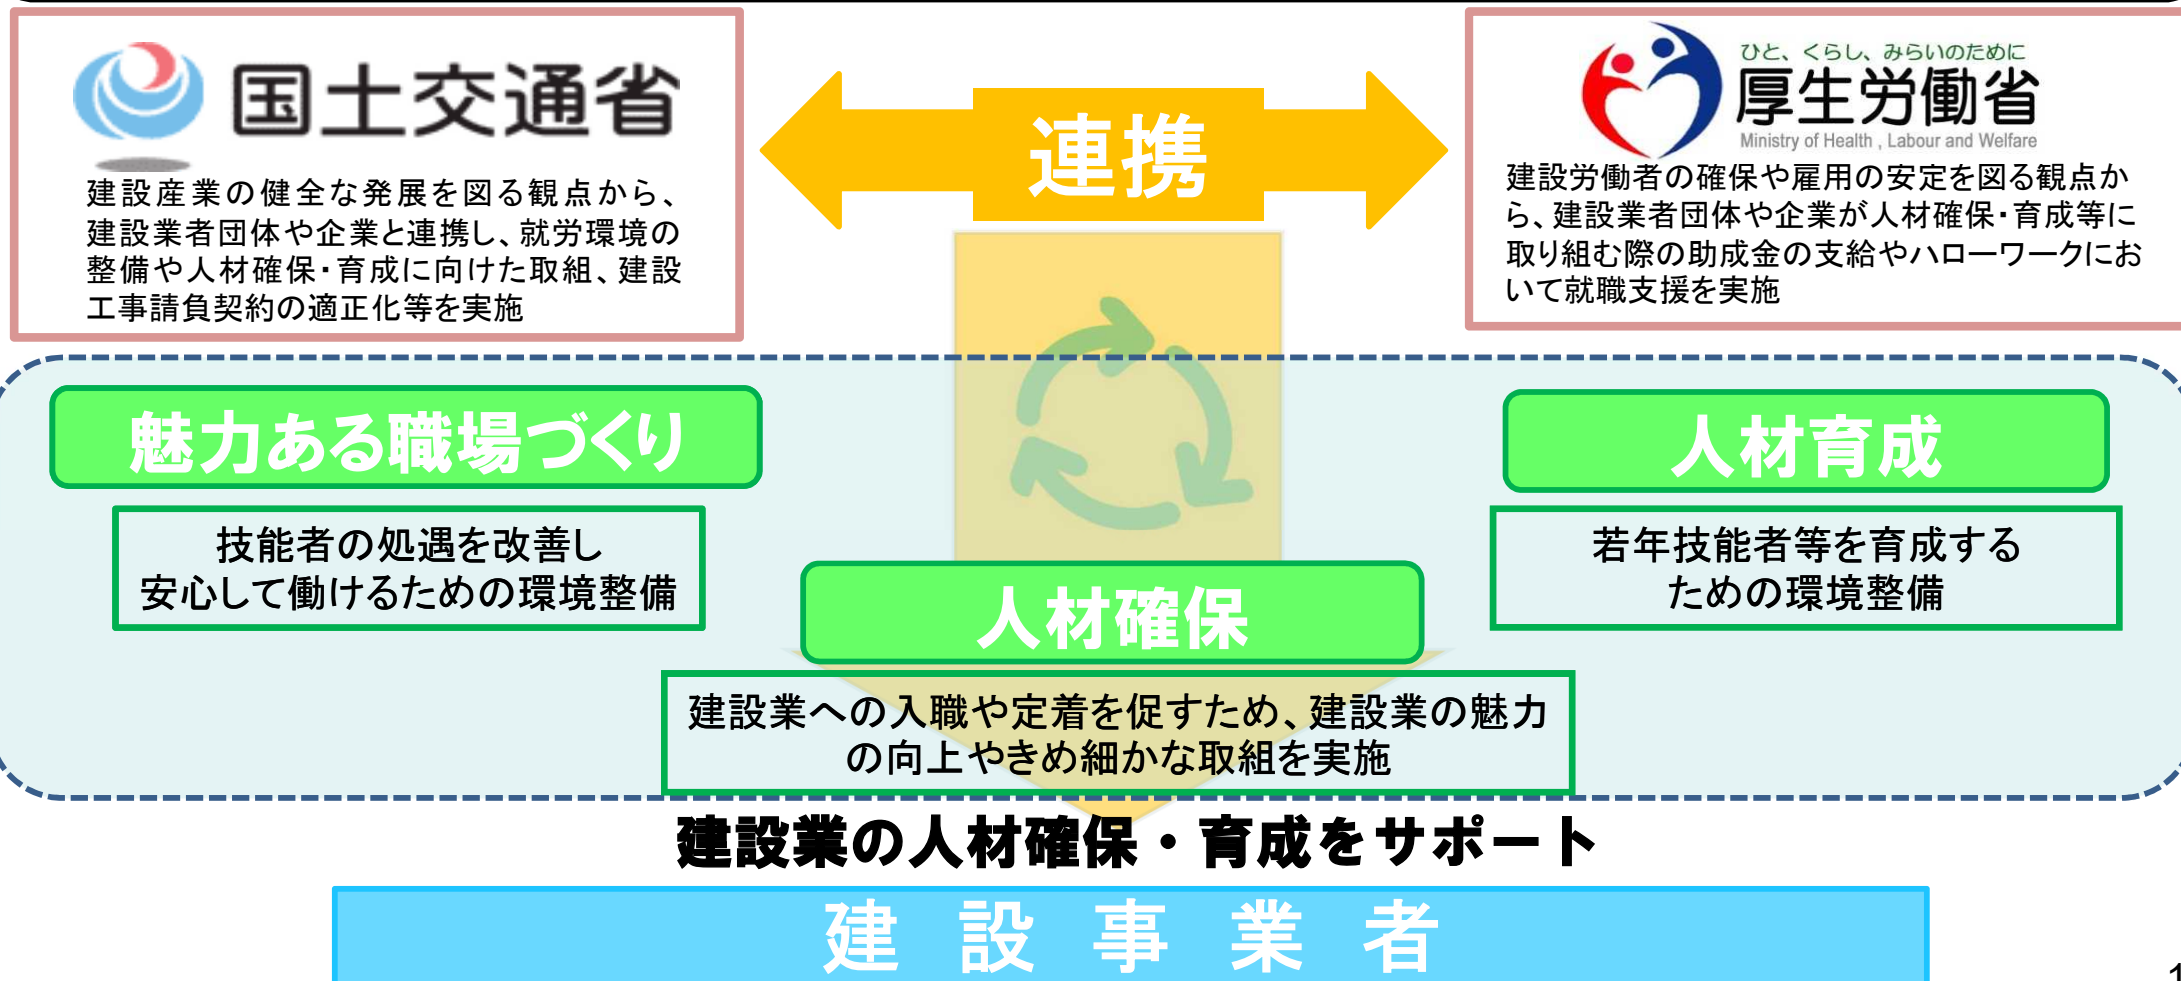 国土交通省
建設産業の健全な発展を図る観点から、
建設業者団体や企業と連携し、就労環境の
整備や人材確保・育成に向けた取組、建設
工事請負契約の適正化等を実施
連携
ひと、くらし、みらいのために
厚生労働省
Ministry of Health , Labour and Welfare
建設労働者の確保や雇用の安定を図る観点か
ら、建設業者団体や企業が人材確保・育成等に
取り組む際の助成金の支給やハローワークにお
いて就職支援を実施
魅力ある職場づくり
技能者の処遇を改善し
安心して働けるための環境整備
人材育成
若年技能者等を育成する
ための環境整備
人材確保
建設業への入職や定着を促すため、建設業の魅力
の向上やきめ細かな取組を実施
建設業の人材確保・育成をサポート
建設事業者
1